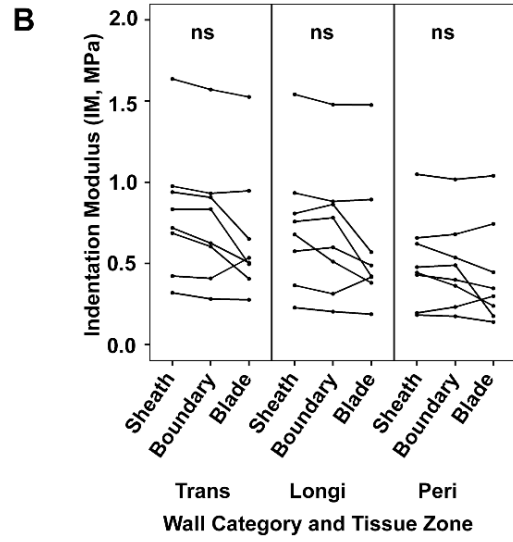 B
ns ns ns
Indentation Modulus (IM, MPa)
2.0
1.5
1.0
0.5
0.0
Sheath Boundary Blade Sheath Boundary Blade Sheath Boundary Blade
Trans Longi Peri
Wall Category and Tissue Zone